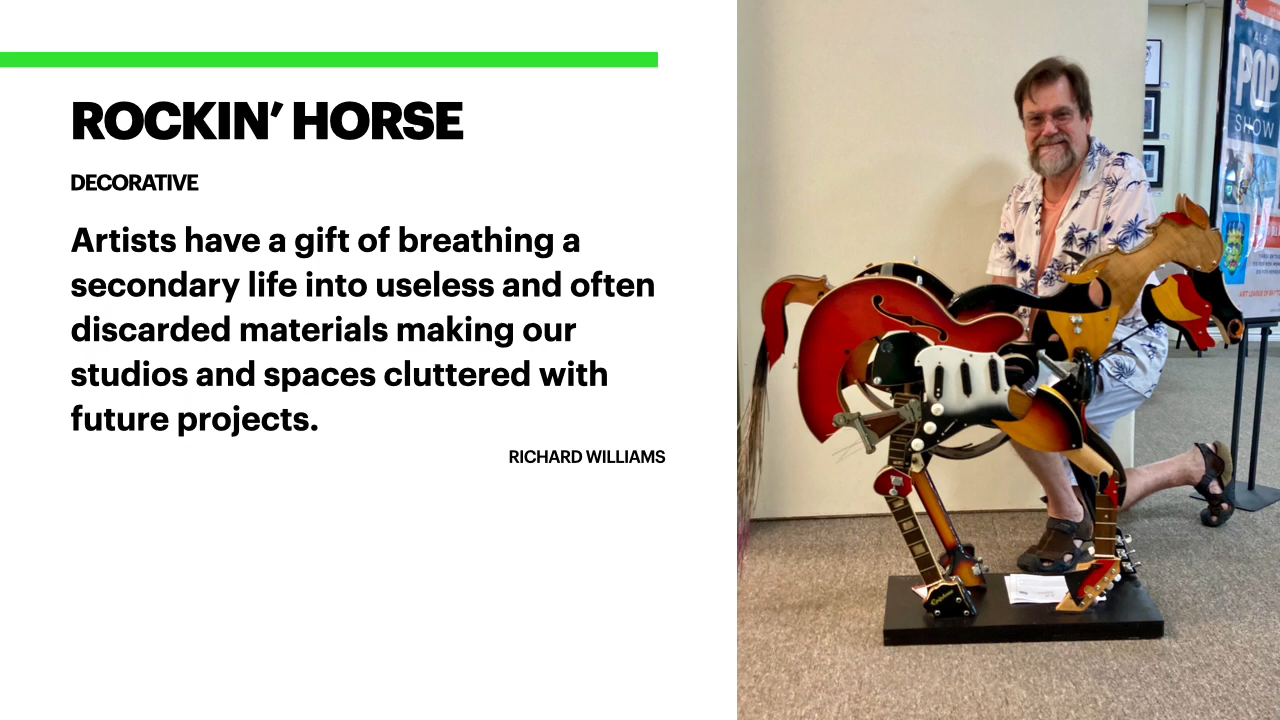 ROCKIN’ HORSE
DECORATIVE
Artists have a gift of breathing a
secondary life into useless and often
discarded materials making our
studios and spaces cluttered with
future projects.
RICHARD WILLIAMS
POP
SHOW
Epiphone